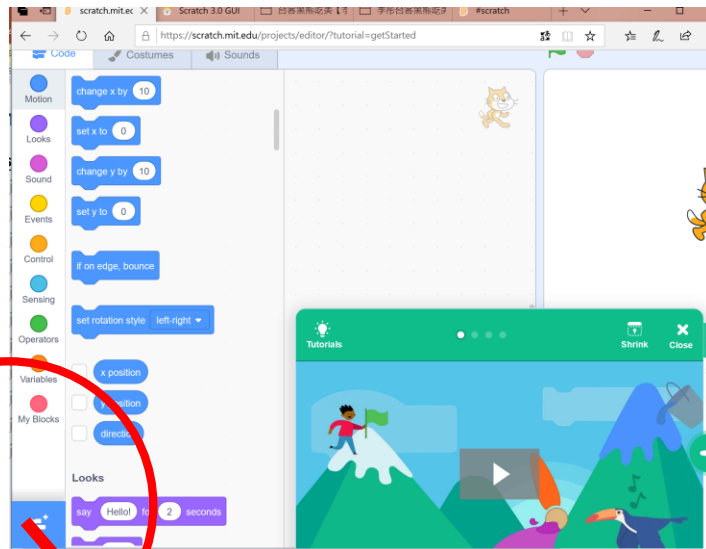 scratch.mit.ec
Scratch 3.0 GUI
#scratch
https://scratch.mit.edu/projects/editor/?tutorial=getStarted
Code
Costumes
Sounds
Motion
Looks
Sound
Events
Control
Sensing
Operators
Variables
My Blocks
change x by 10
set x to 0
change y by 10
set y to 0
if on edge, bounce
set rotation style left-right
x position
y position
direction
Looks
say Hello! for 2 seconds
Tutorials
Shrink
Close